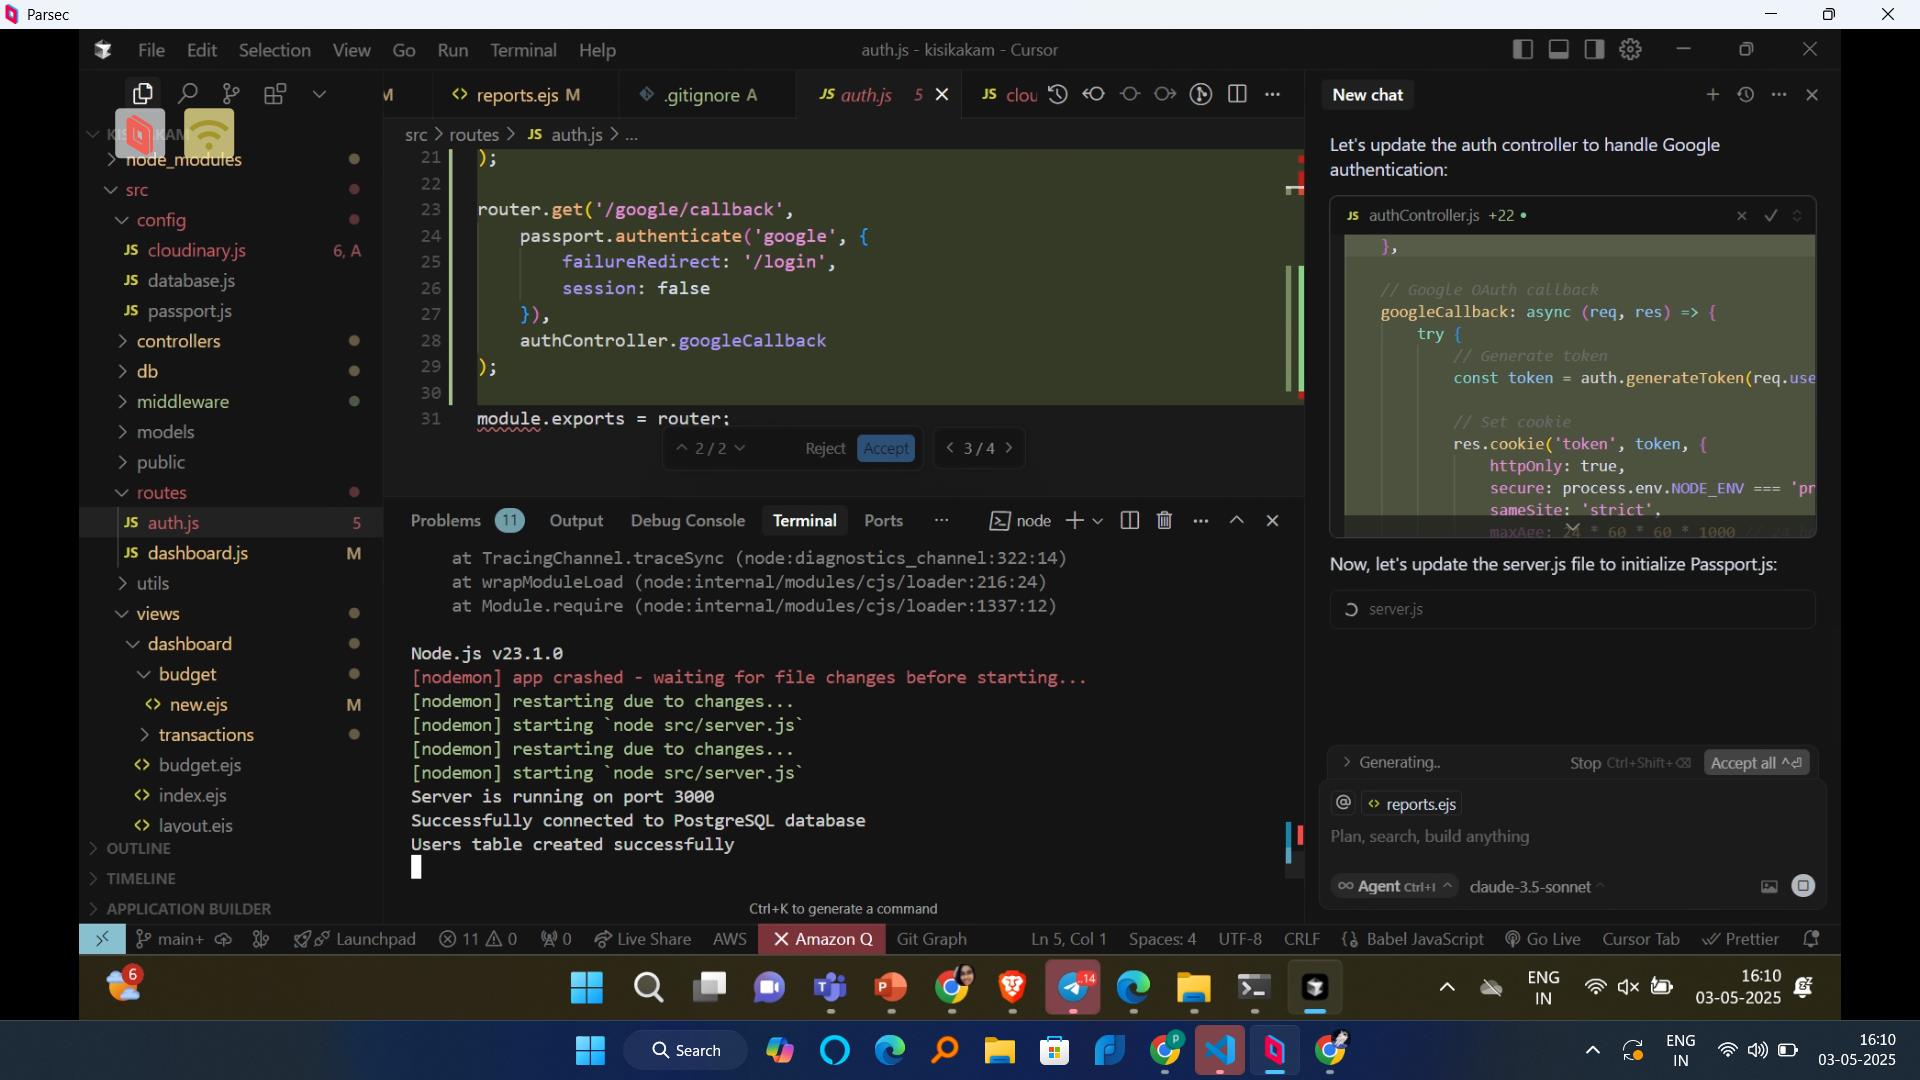 Parsec
File Edit Selection View Go Run Terminal Help
auth.js - kisikakam - Cursor
M
reports.ejs M
.gitignore A
JS auth.js 5
JS clou
src > routes > JS auth.js > ...
node_modules
src
config
JS cloudinary.js 6, A
JS database.js
JS passport.js
controllers
db
middleware
models
public
routes
JS auth.js 5
JS dashboard.js M
utils
views
dashboard
budget
new.ejs M
transactions
budget.ejs
index.ejs
layout.ejs
OUTLINE
TIMELINE
APPLICATION BUILDER
21 );
22
23 router.get('/google/callback',
24 passport.authenticate('google', {
25 failureRedirect: '/login',
26 session: false
27 }),
28 authController.googleCallback
29 );
30
31 module.exports = router;
2 / 2 Reject Accept
3 / 4
Problems 11 Output Debug Console Terminal Ports ... node
at TracingChannel.traceSync (node:diagnostics_channel:322:14)
at wrapModuleLoad (node:internal/modules/cjs/loader:216:24)
at Module.require (node:internal/modules/cjs/loader:1337:12)
Node.js v23.1.0
[nodemon] app crashed - waiting for file changes before starting...
[nodemon] restarting due to changes...
[nodemon] starting `node src/server.js`
[nodemon] restarting due to changes...
[nodemon] starting `node src/server.js`
Server is running on port 3000
Successfully connected to PostgreSQL database
Users table created successfully
Ctrl+K to generate a command
New chat
Let's update the auth controller to handle Google
authentication:
JS authController.js +22
},
// Google OAuth callback
googleCallback: async (req, res) => {
try {
// Generate token
const token = auth.generateToken(req.use
// Set cookie
res.cookie('token', token, {
httpOnly: true,
secure: process.env.NODE_ENV === 'pr
sameSite: 'strict',
maxAge: 24 * 60 * 60 * 1000 // 24 h
Now, let's update the server.js file to initialize Passport.js:
server.js
Generating.. Stop Ctrl+Shift+⌫ Accept all ^⏎
@ reports.ejs
Plan, search, build anything
∞ Agent Ctrl+I claude-3.5-sonnet
main+ Launchpad 11 0 0 Live Share AWS Amazon Q Git Graph Ln 5, Col 1 Spaces: 4 UTF-8 CRLF {} Babel JavaScript Go Live Cursor Tab Prettier
6
P
14
ENG
IN
16:10
03-05-2025
Search
P
ENG
IN
16:10
03-05-2025